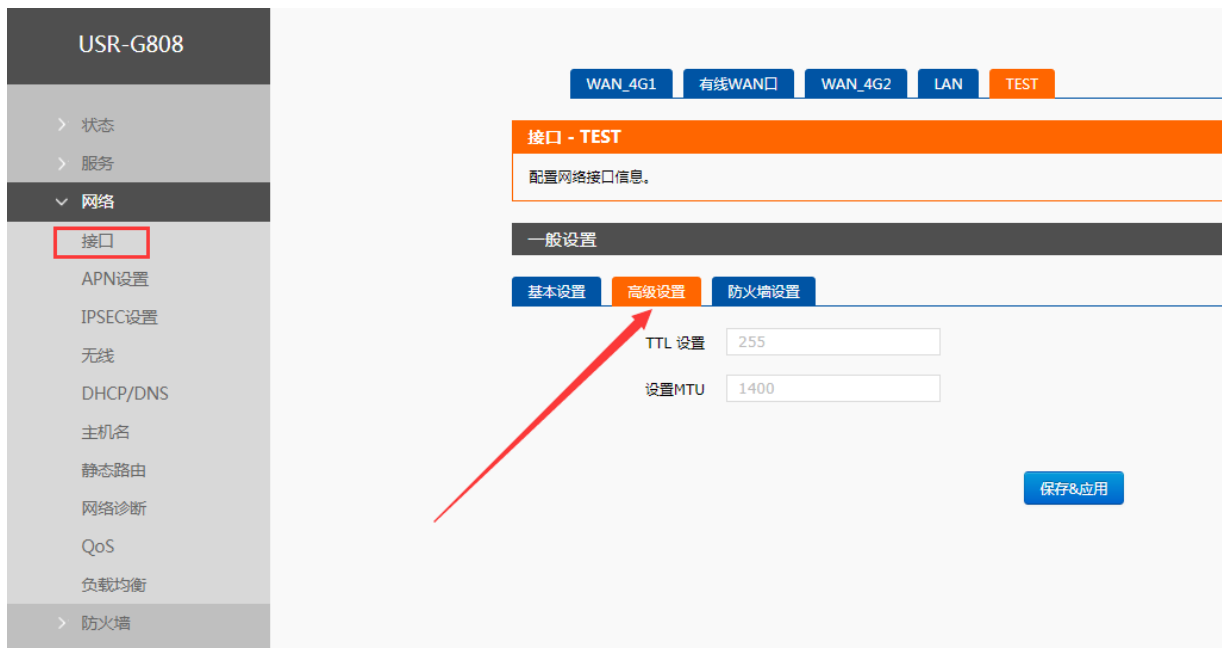 USR-G808
状态
服务
网络
接口
APN设置
IPSEC设置
无线
DHCP/DNS
主机名
静态路由
网络诊断
QoS
负载均衡
防火墙
WAN_4G1 有线WAN口 WAN_4G2 LAN TEST
接口 - TEST
配置网络接口信息。
一般设置
基本设置 高级设置 防火墙设置
TTL 设置 255
设置MTU 1400
保存&应用